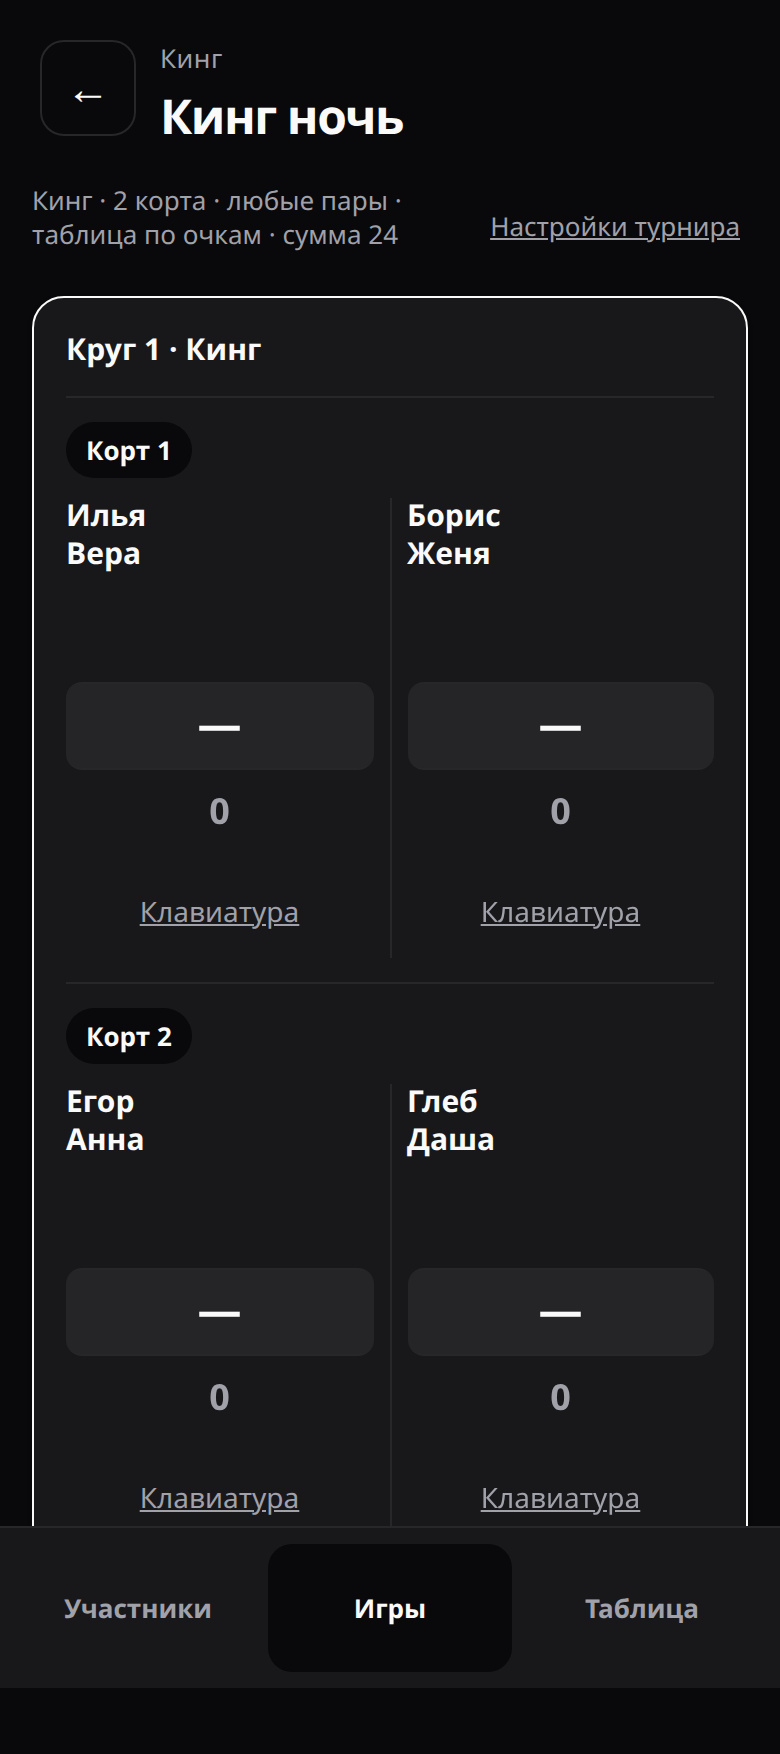 ←
Кинг
Кинг ночь
Кинг · 2 корта · любые пары ·
таблица по очкам · сумма 24
Настройки турнира
Круг 1 · Кинг
Корт 1
Илья
Вера
Борис
Женя
—
—
0
0
Клавиатура
Клавиатура
Корт 2
Егор
Анна
Глеб
Даша
—
—
0
0
Клавиатура
Клавиатура
Участники
Игры
Таблица